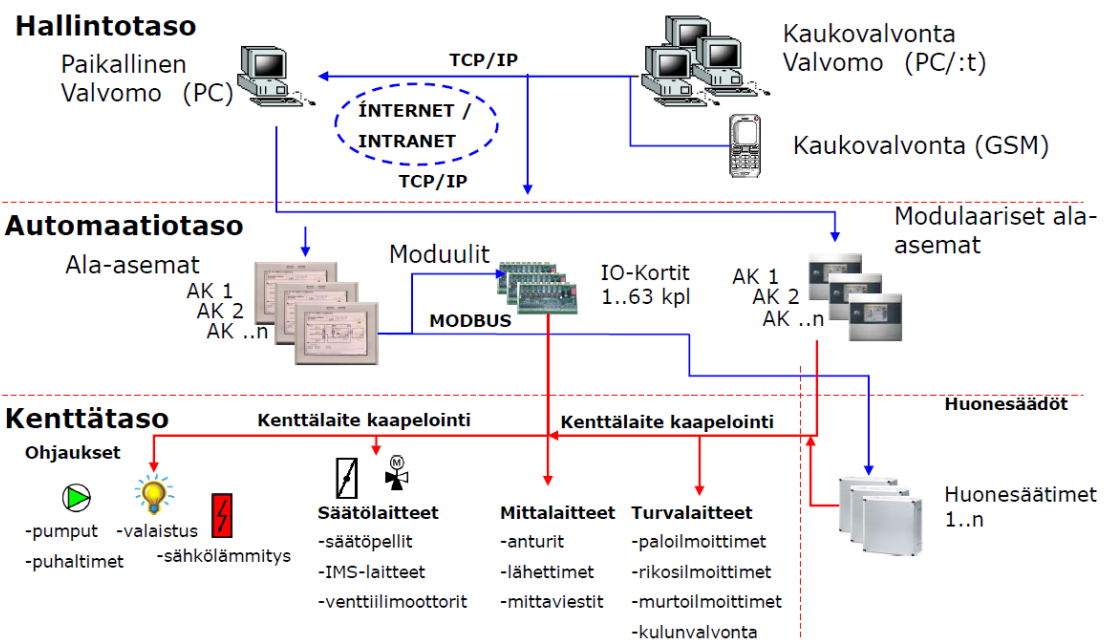 Hallintotaso
Paikallinen
Valvomo (PC)
TCP/IP
Kaukovalvonta
Valvomo (PC/:t)
ÍNTERNET /
INTRANET
Kaukovalvonta (GSM)
TCP/IP
Automaatiotaso
Modulaariset ala-
asemat
Ala-asemat
Moduulit
AK 1
AK 2
AK ..n
IO-Kortit
1..63 kpl
AK 1
AK 2
AK ..n
MODBUS
Kenttätaso
Huonesäädöt
Kenttälaite kaapelointi
Kenttälaite kaapelointi
Ohjaukset
M
-pumput
-puhaltimet
-valaistus
-sähkölämmitys
Säätölaitteet
-säätöpellit
-IMS-laitteet
-venttiilimoottorit
Mittalaitteet
-anturit
-lähettimet
-mittaviestit
Turvalaitteet
-paloilmoittimet
-rikosilmoittimet
-murtoilmoittimet
-kulunvalvonta
Huonesäätimet
1..n